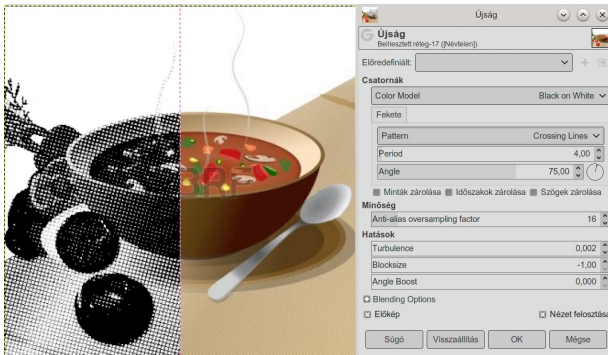 Újság
Újság
Beillesztett réteg-17 ([Névtelen])
Előredefiniált:
Csatornák
Color Model Black on White
Fekete
Pattern Crossing Lines
Period 4,00
Angle 75,00
Minták zárolása Időszakok zárolása Szögek zárolása
Minőség
Anti-alias oversampling factor 16
Hatások
Turbulence 0,002
Blocksize -1,00
Angle Boost 0,000
Blending Options
Előkép Nézet felosztása
Súgó Visszaállítás OK Mégse